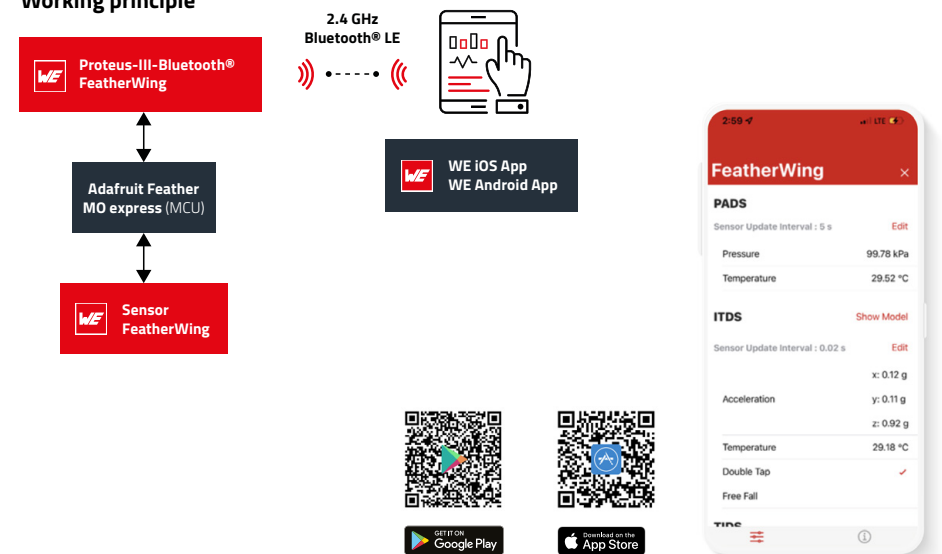 Working principle
Proteus-III-Bluetooth®
FeatherWing
Adafruit Feather
MO express (MCU)
Sensor
FeatherWing
2.4 GHz
Bluetooth® LE
WE iOS App
WE Android App
GET IT ON
Google Play
Download on the
App Store
2:59
LTE
FeatherWing ×
PADS
Sensor Update Interval : 5 s Edit
Pressure 99.78 kPa
Temperature 29.52 °C
ITDS Show Model
Sensor Update Interval : 0.02 s Edit
x: 0.12 g
Acceleration y: 0.11 g
z: 0.92 g
Temperature 29.18 °C
Double Tap ✓
Free Fall
TIDS